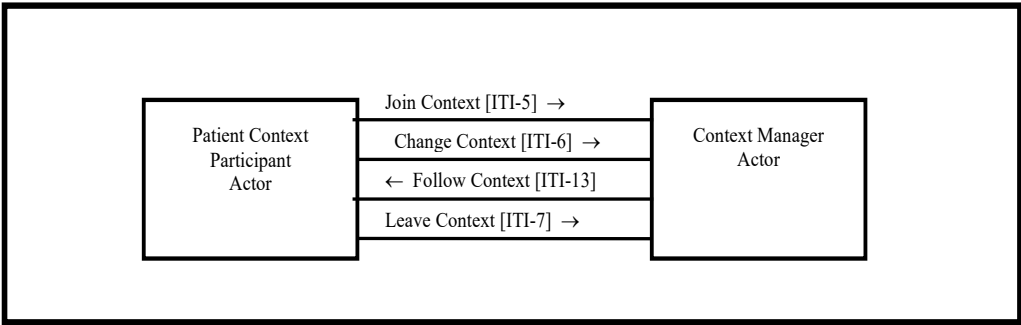 Join Context [ITI-5] →
Patient Context
Participant
Actor
Change Context [ITI-6] →
Context Manager
Actor
← Follow Context [ITI-13]
Leave Context [ITI-7] →